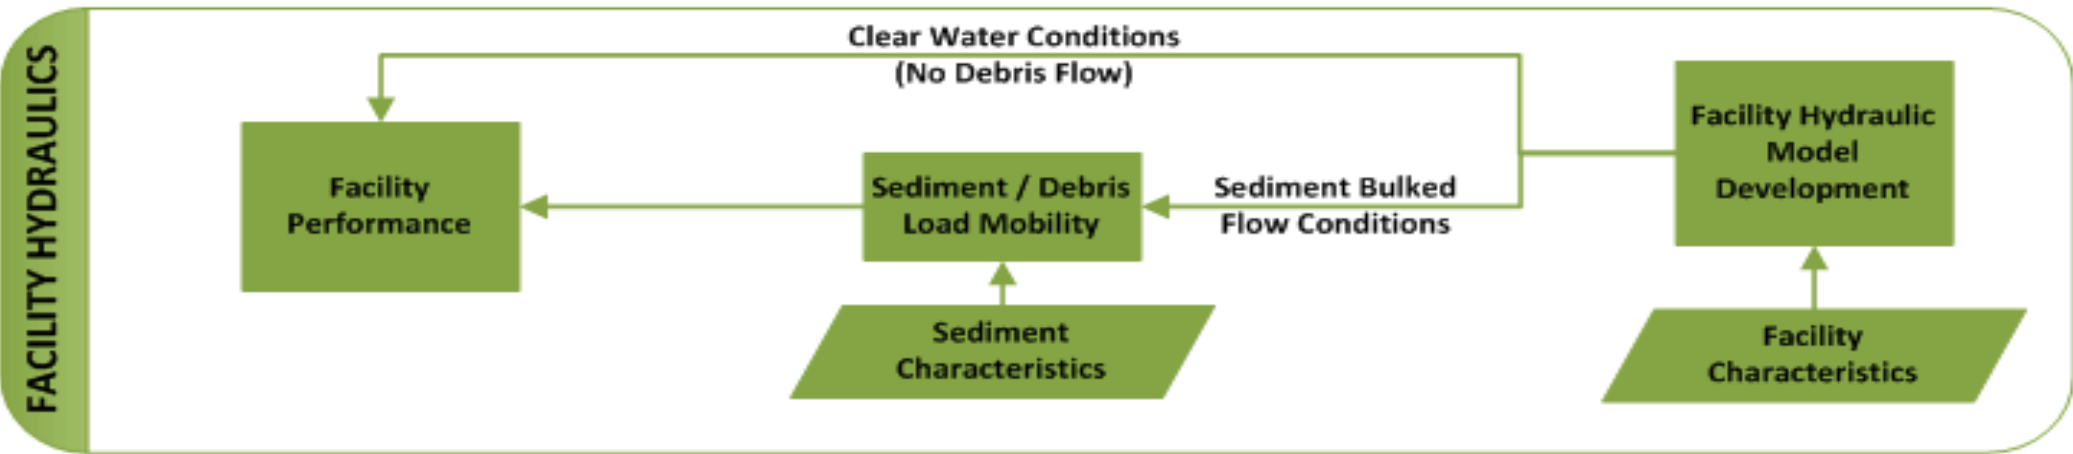 FACILITY HYDRAULICS
Clear Water Conditions
(No Debris Flow)
Facility
Performance
Sediment / Debris
Load Mobility
Sediment Bulked
Flow Conditions
Facility Hydraulic
Model
Development
Sediment
Characteristics
Facility
Characteristics